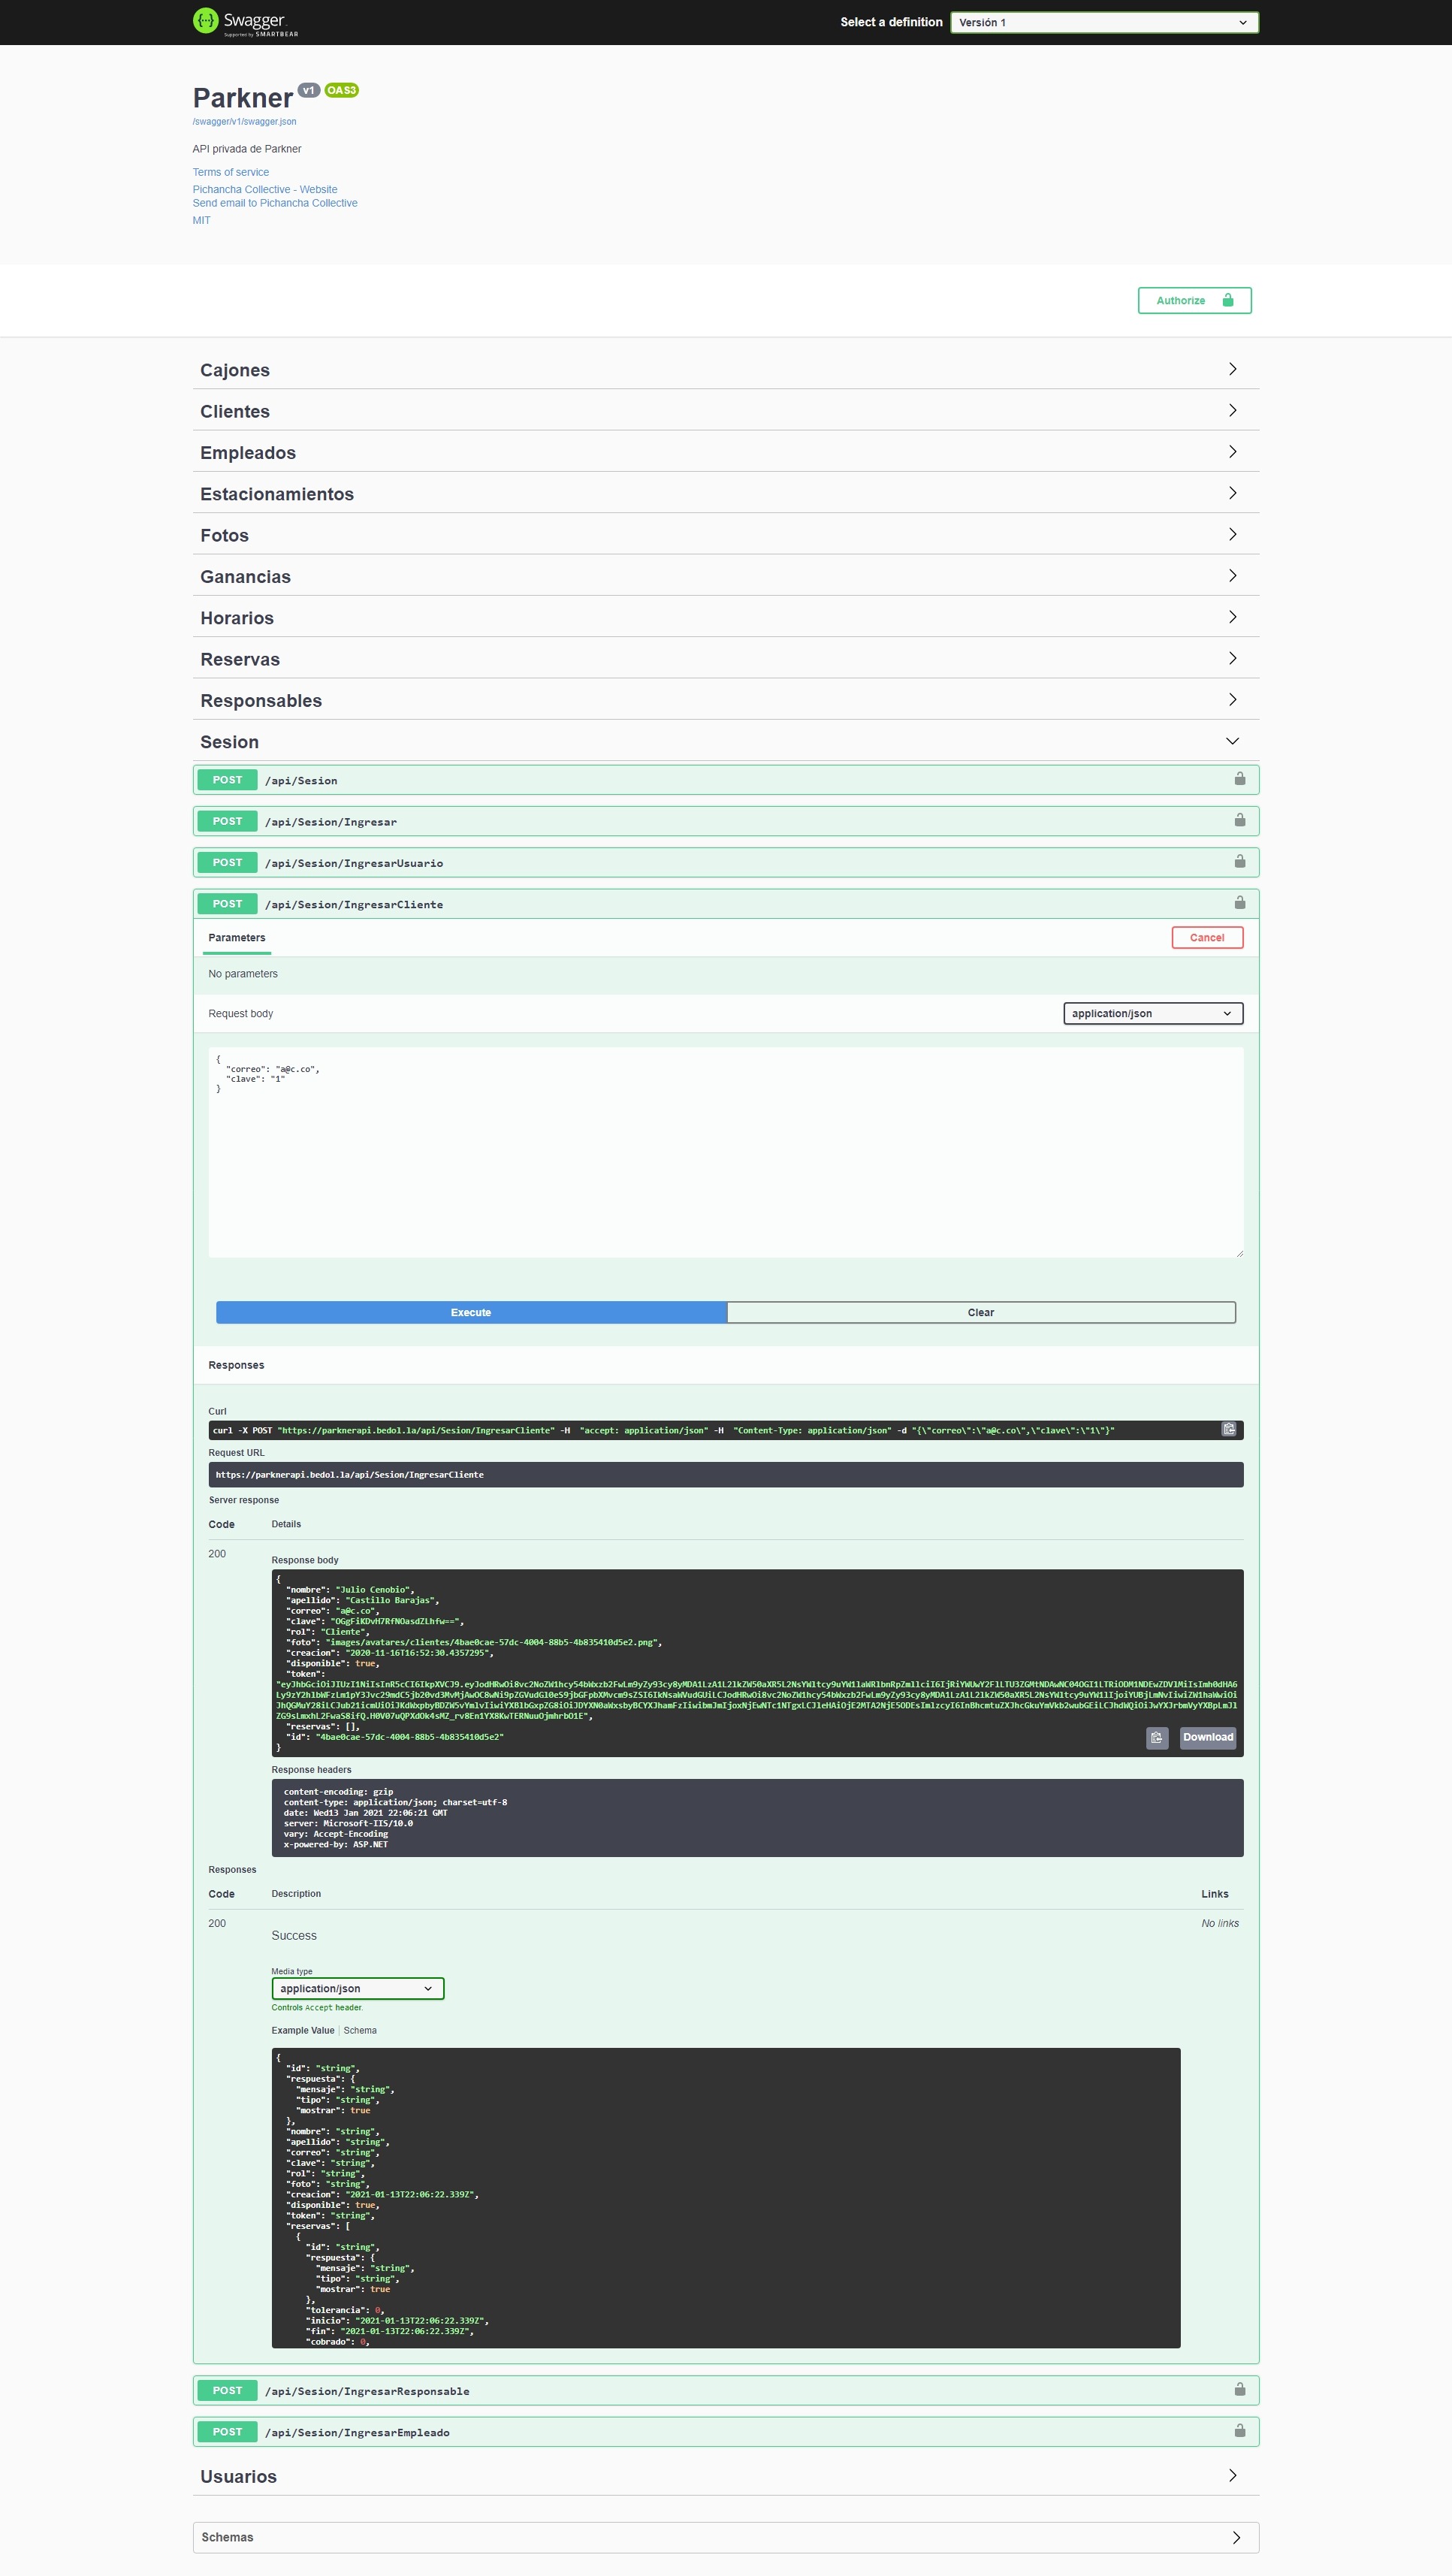 Swagger
Supported by SMARTBEAR
Select a definition
Versión 1
Parkner v1 OAS3
/swagger/v1/swagger.json
API privada de Parkner
Terms of service
Pichancha Collective - Website
Send email to Pichancha Collective
MIT
Authorize
Cajones
Clientes
Empleados
Estacionamientos
Fotos
Ganancias
Horarios
Reservas
Responsables
Sesion
POST /api/Sesion
POST /api/Sesion/Ingresar
POST /api/Sesion/IngresarUsuario
POST /api/Sesion/IngresarCliente
Parameters Cancel
No parameters
Request body application/json
{
"correo": "a@c.co",
"clave": "1"
}
Execute Clear
Responses
Curl
curl -X POST "https://parknerapi.bedol.la/api/Sesion/IngresarCliente" -H  "accept: application/json" -H  "Content-Type: application/json" -d "{\"correo\":\"a@c.co\",\"clave\":\"1\"}"
Request URL
https://parknerapi.bedol.la/api/Sesion/IngresarCliente
Server response
Code Details
200
Response body
{
"nombre": "Julio Cenobio",
"apellido": "Castillo Barajas",
"correo": "a@c.co",
"clave": "OGgFiKDvH7RfNOasdZLhfw==",
"rol": "Cliente",
"foto": "images/avatares/clientes/4bae0cae-57dc-4004-88b5-4b835410d5e2.png",
"creacion": "2020-11-16T16:52:30.4357295",
"disponible": true,
"token":
"reservas": [],
"id": "4bae0cae-57dc-4004-88b5-4b835410d5e2"
}
Download
Response headers
content-encoding: gzip
content-type: application/json; charset=utf-8
date: Wed13 Jan 2021 22:06:21 GMT
server: Microsoft-IIS/10.0
vary: Accept-Encoding
x-powered-by: ASP.NET
Responses
Code Description Links
200 No links
Success
Media type
application/json
Controls Accept header.
Example Value Schema
{
"id": "string",
"respuesta": {
"mensaje": "string",
"tipo": "string",
"mostrar": true
},
"nombre": "string",
"apellido": "string",
"correo": "string",
"clave": "string",
"rol": "string",
"foto": "string",
"creacion": "2021-01-13T22:06:22.339Z",
"disponible": true,
"token": "string",
"reservas": [
{
"id": "string",
"respuesta": {
"mensaje": "string",
"tipo": "string",
"mostrar": true
},
"tolerancia": 0,
"inicio": "2021-01-13T22:06:22.339Z",
"fin": "2021-01-13T22:06:22.339Z",
"cobrado": 0,
POST /api/Sesion/IngresarResponsable
POST /api/Sesion/IngresarEmpleado
Usuarios
Schemas